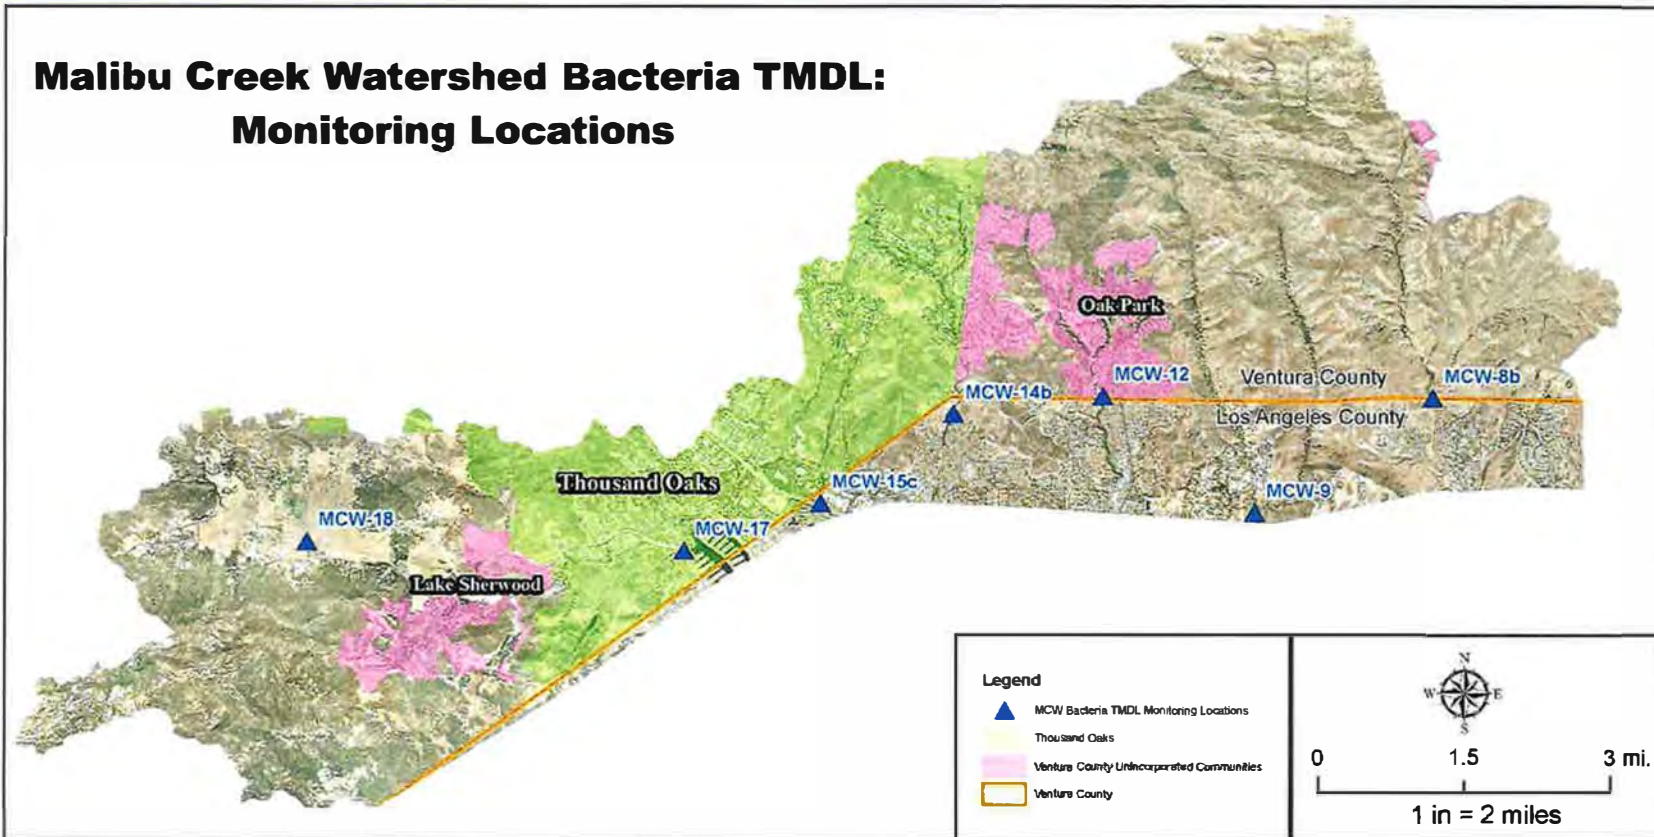 Malibu Creek Watershed Bacteria TMDL:
Monitoring Locations
Oak Park
MCW-12
Ventura County
MCW-8b
MCW-14b
Los Angeles County
Thousand Oaks
MCW-15c
MCW-9
MCW-18
MCW-17
Lake Sherwood
Legend
MCW Bacteria TMDL Monitoring Locations
Thousand Oaks
Ventura County Unincorporated Communities
Ventura County
N
W E
S
0 1.5 3 mi.
1 in = 2 miles